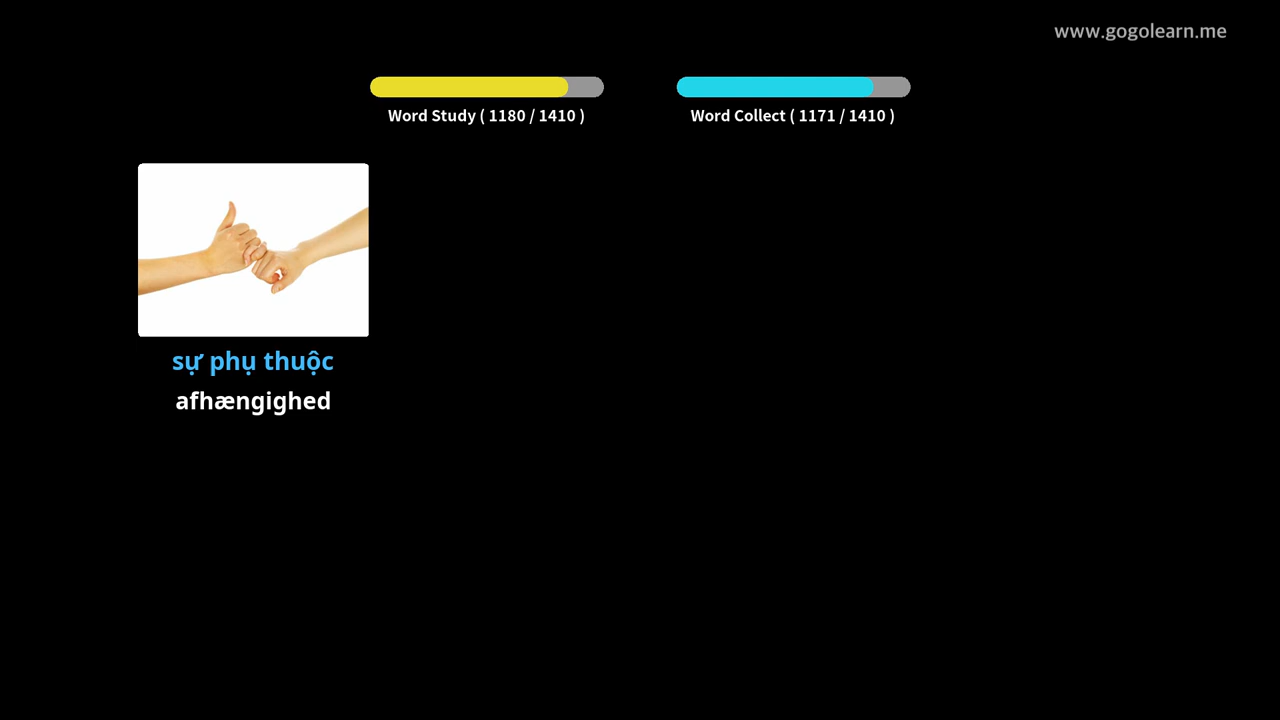 www.gogolearn.me
Word Study ( 1180 / 1410 )
Word Collect ( 1171 / 1410 )
sự phụ thuộc
afhængighed